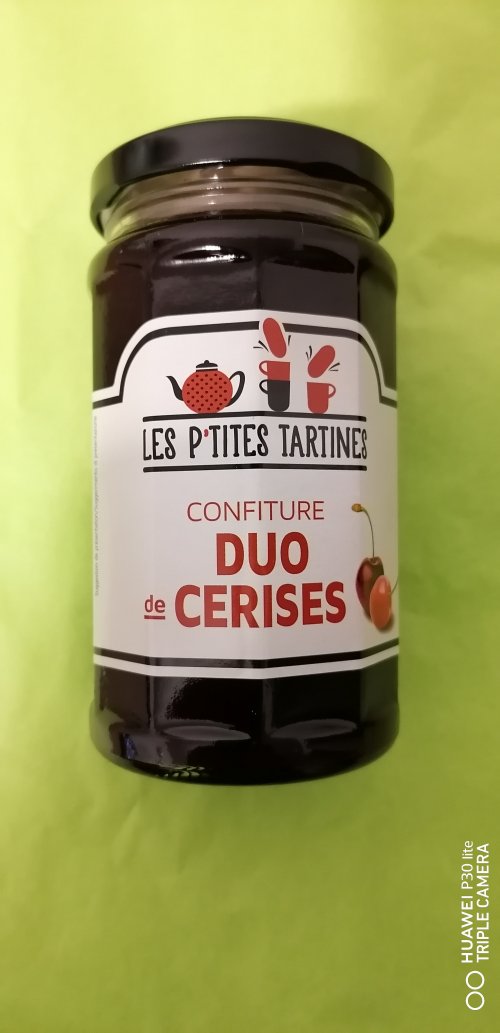 LES P'TITES TARTINES
CONFITURE
DUO
de CERISES
HUAWEI P30 lite
TRIPLE CAMERA